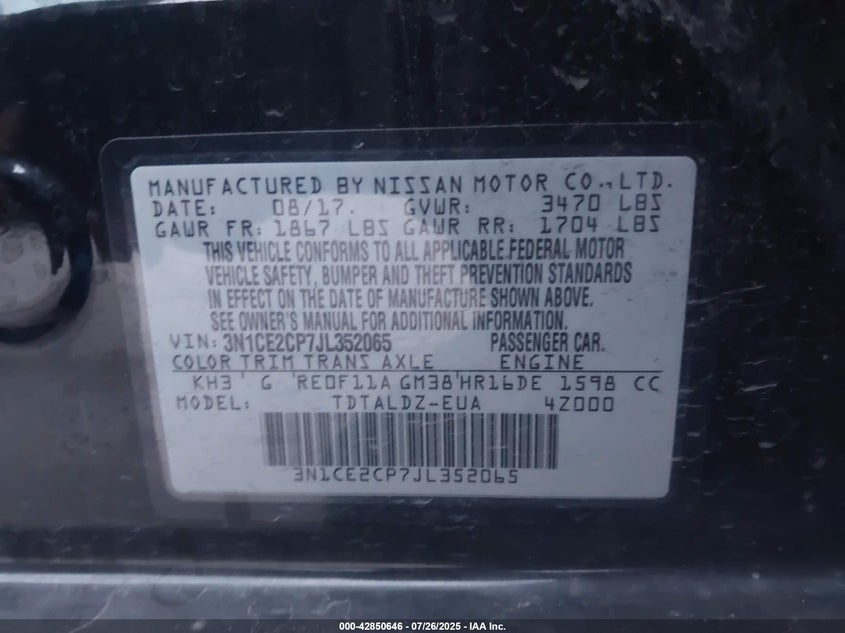 MANUFACTURED BY NISSAN MOTOR CO., LTD.
DATE: 08/17. GVWR: 3470 LBS
GAWR FR: 1867 LBS GAWR RR: 1704 LBS
THIS VEHICLE CONFORMS TO ALL APPLICABLE FEDERAL MOTOR
VEHICLE SAFETY, BUMPER AND THEFT PREVENTION STANDARDS
IN EFFECT ON THE DATE OF MANUFACTURE SHOWN ABOVE.
SEE OWNER'S MANUAL FOR ADDITIONAL INFORMATION.
VIN: 3N1CE2CP7JL352065 PASSENGER CAR.
COLOR TRIM TRANS AXLE ENGINE
KH3 G RE0F11A GM38 HR16DE 1598 CC
MODEL: TDTALDZ-EUA 4Z000
3N1CE2CP7JL352065
000-42850646 - 07/26/2025 - IAA Inc.